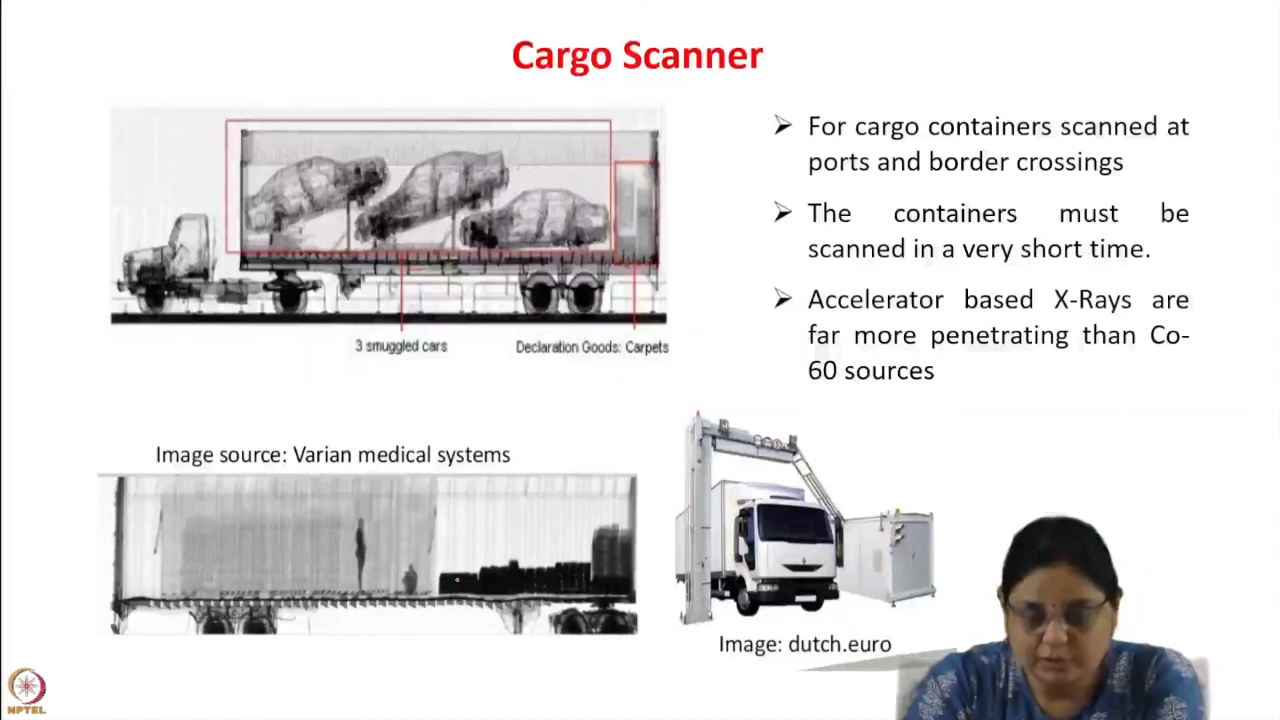 Cargo Scanner
For cargo containers scanned at
ports and border crossings
The containers must be
scanned in a very short time.
Accelerator based X-Rays are
far more penetrating than Co-
60 sources
3 smuggled cars
Declaration Goods: Carpets
Image source: Varian medical systems
Image: dutch.euro
NPTEL